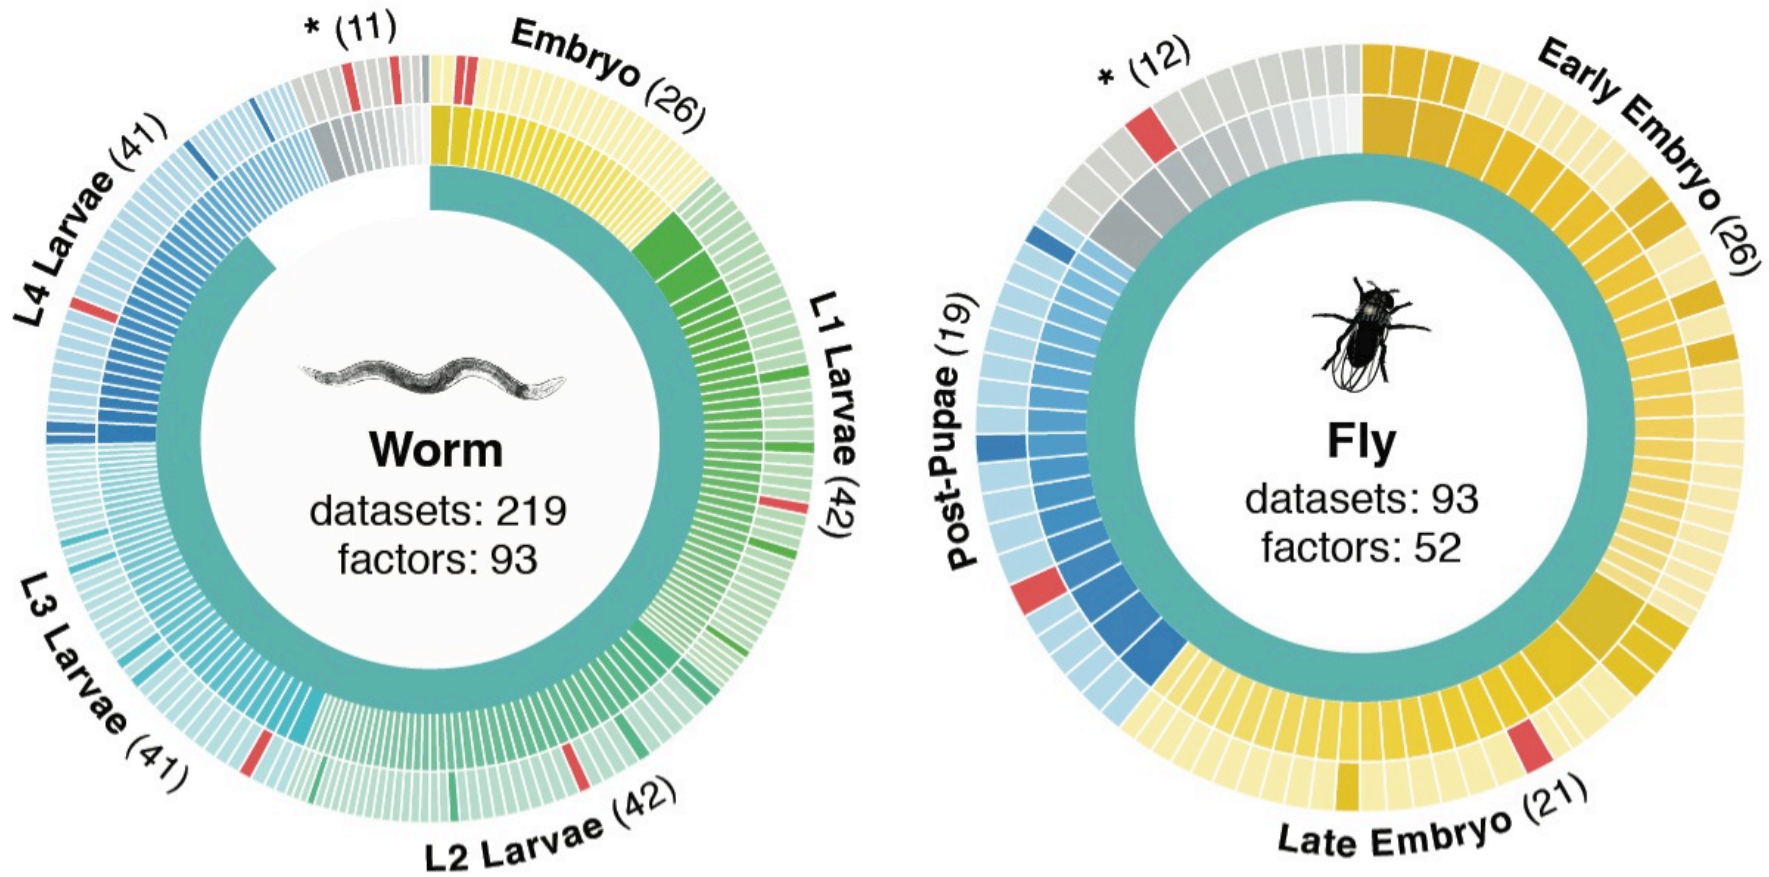 * (11)
Embryo (26)
L1 Larvae (42)
L2 Larvae (42)
L3 Larvae (41)
L4 Larvae (41)
Worm
datasets: 219
factors: 93
* (12)
Early Embryo (26)
Late Embryo (21)
Post-Pupae (19)
Fly
datasets: 93
factors: 52